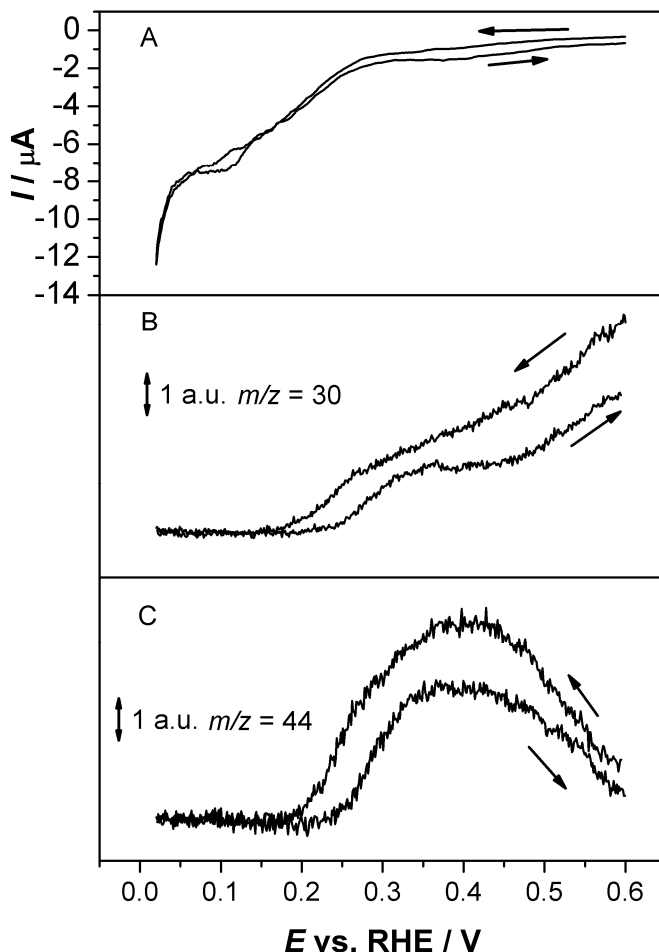 A
I / µA
0
-2
-4
-6
-8
-10
-12
-14
B
1 a.u. m/z = 30
C
1 a.u. m/z = 44
0.0 0.1 0.2 0.3 0.4 0.5 0.6
E vs. RHE / V